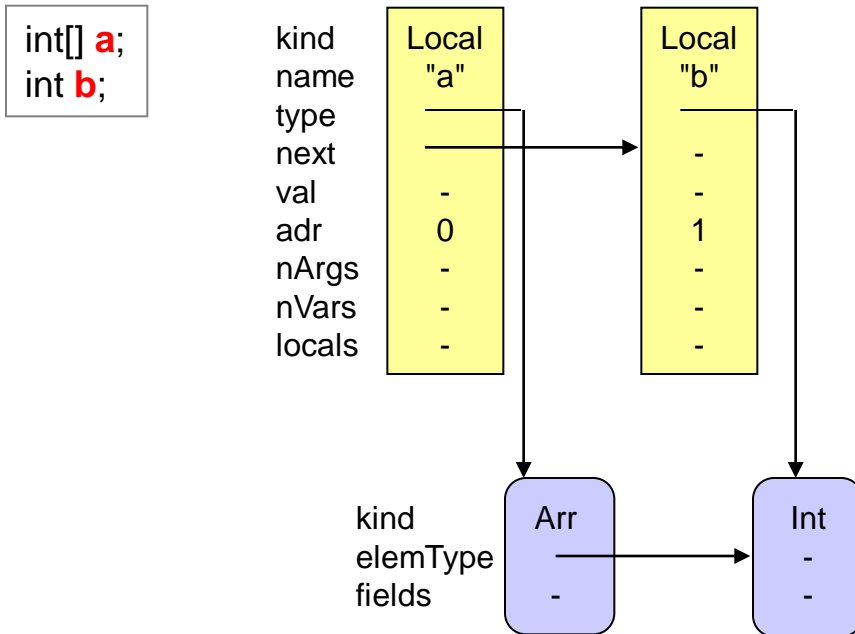 int[] a;
int b;
kind Local Local
name "a" "b"
type
next -
val - -
adr 0 1
nArgs - -
nVars - -
locals - -
kind Arr Int
elemType -
fields - -